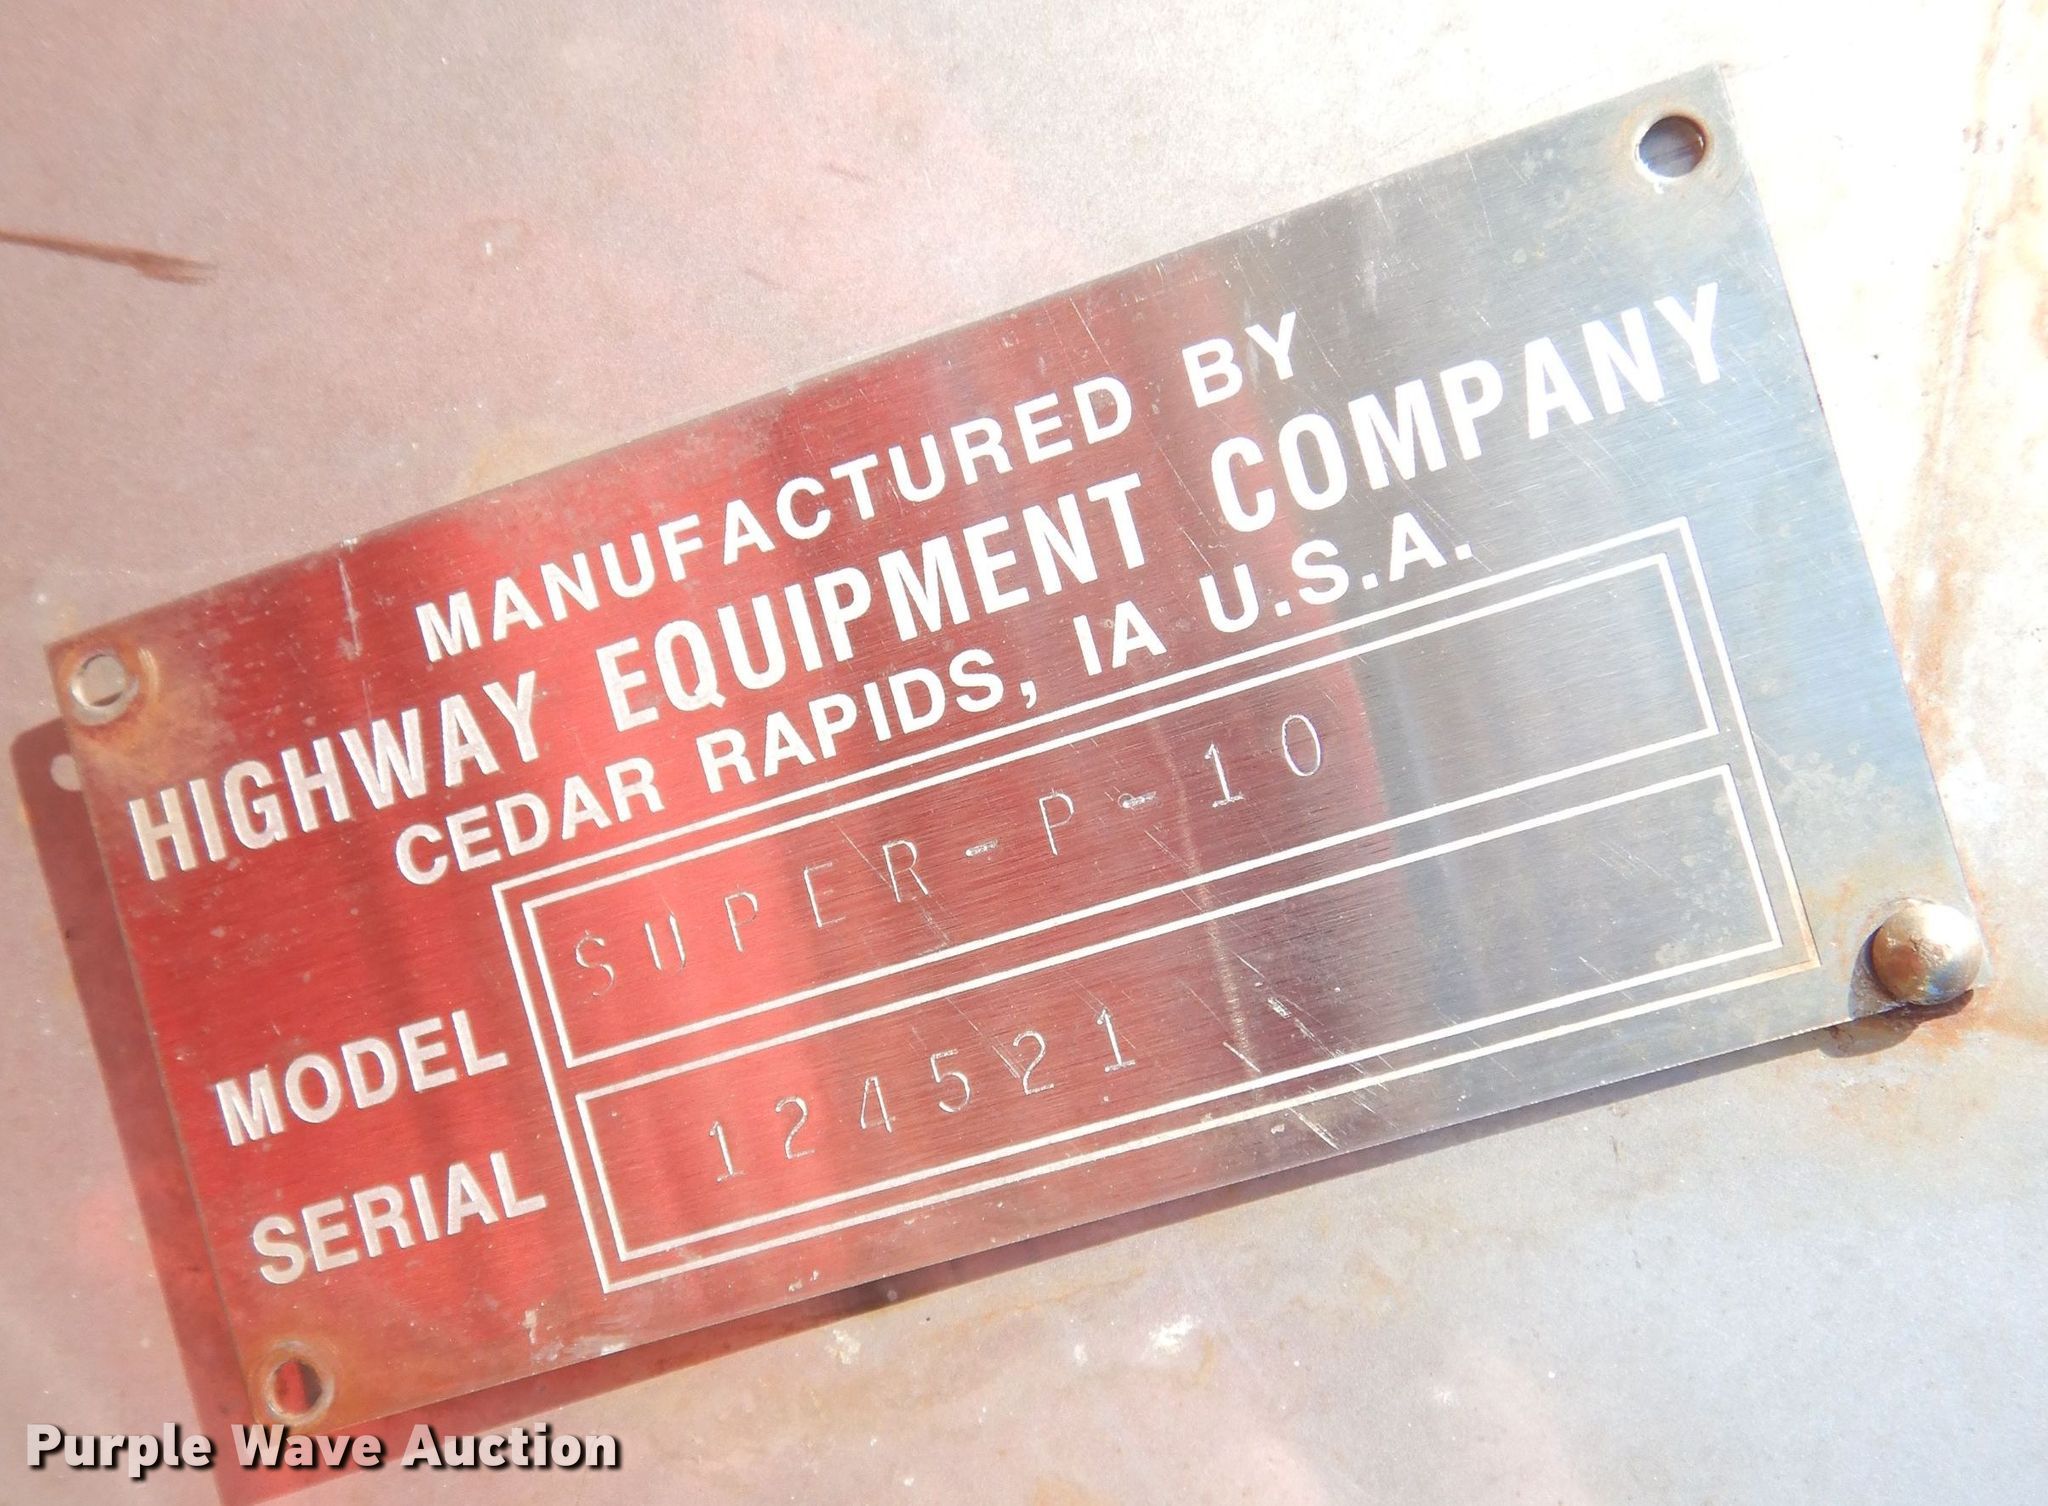 MANUFACTURED BY
HIGHWAY EQUIPMENT COMPANY
CEDAR RAPIDS, IA U.S.A.
MODEL SUPER-P-10
SERIAL 124521
Purple Wave Auction